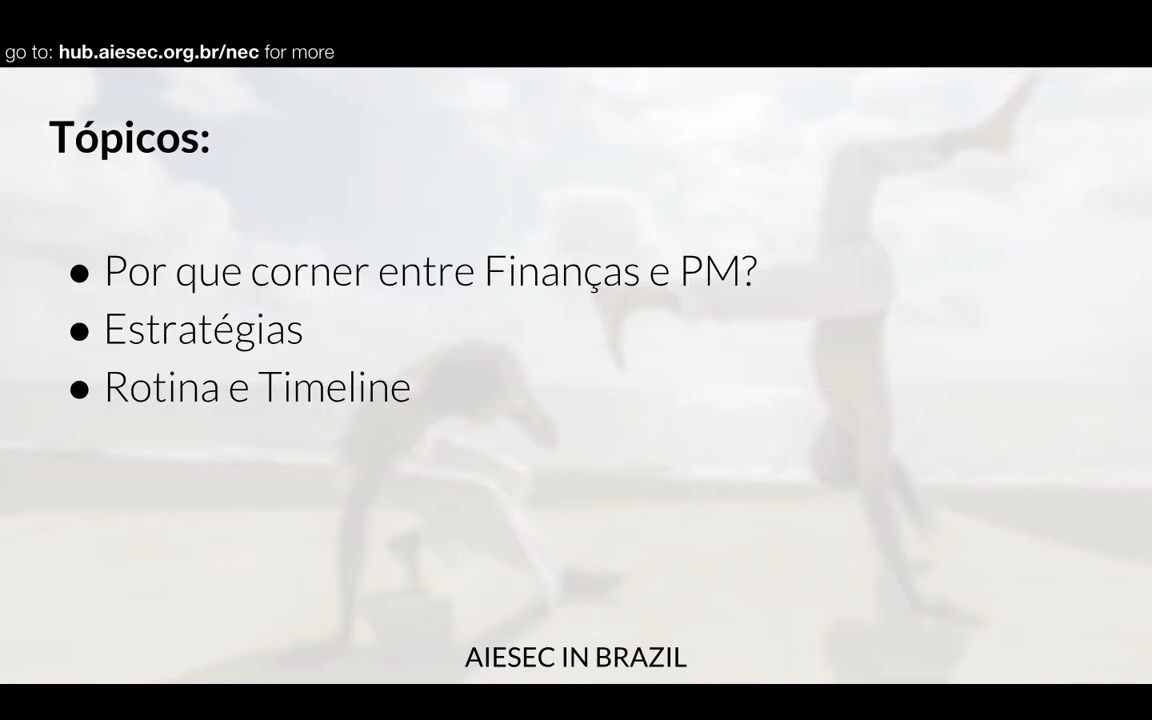 go to: hub.aiesec.org.br/nec for more
Tópicos:
● Por que corner entre Finanças e PM?
● Estratégias
● Rotina e Timeline
AIESEC IN BRAZIL